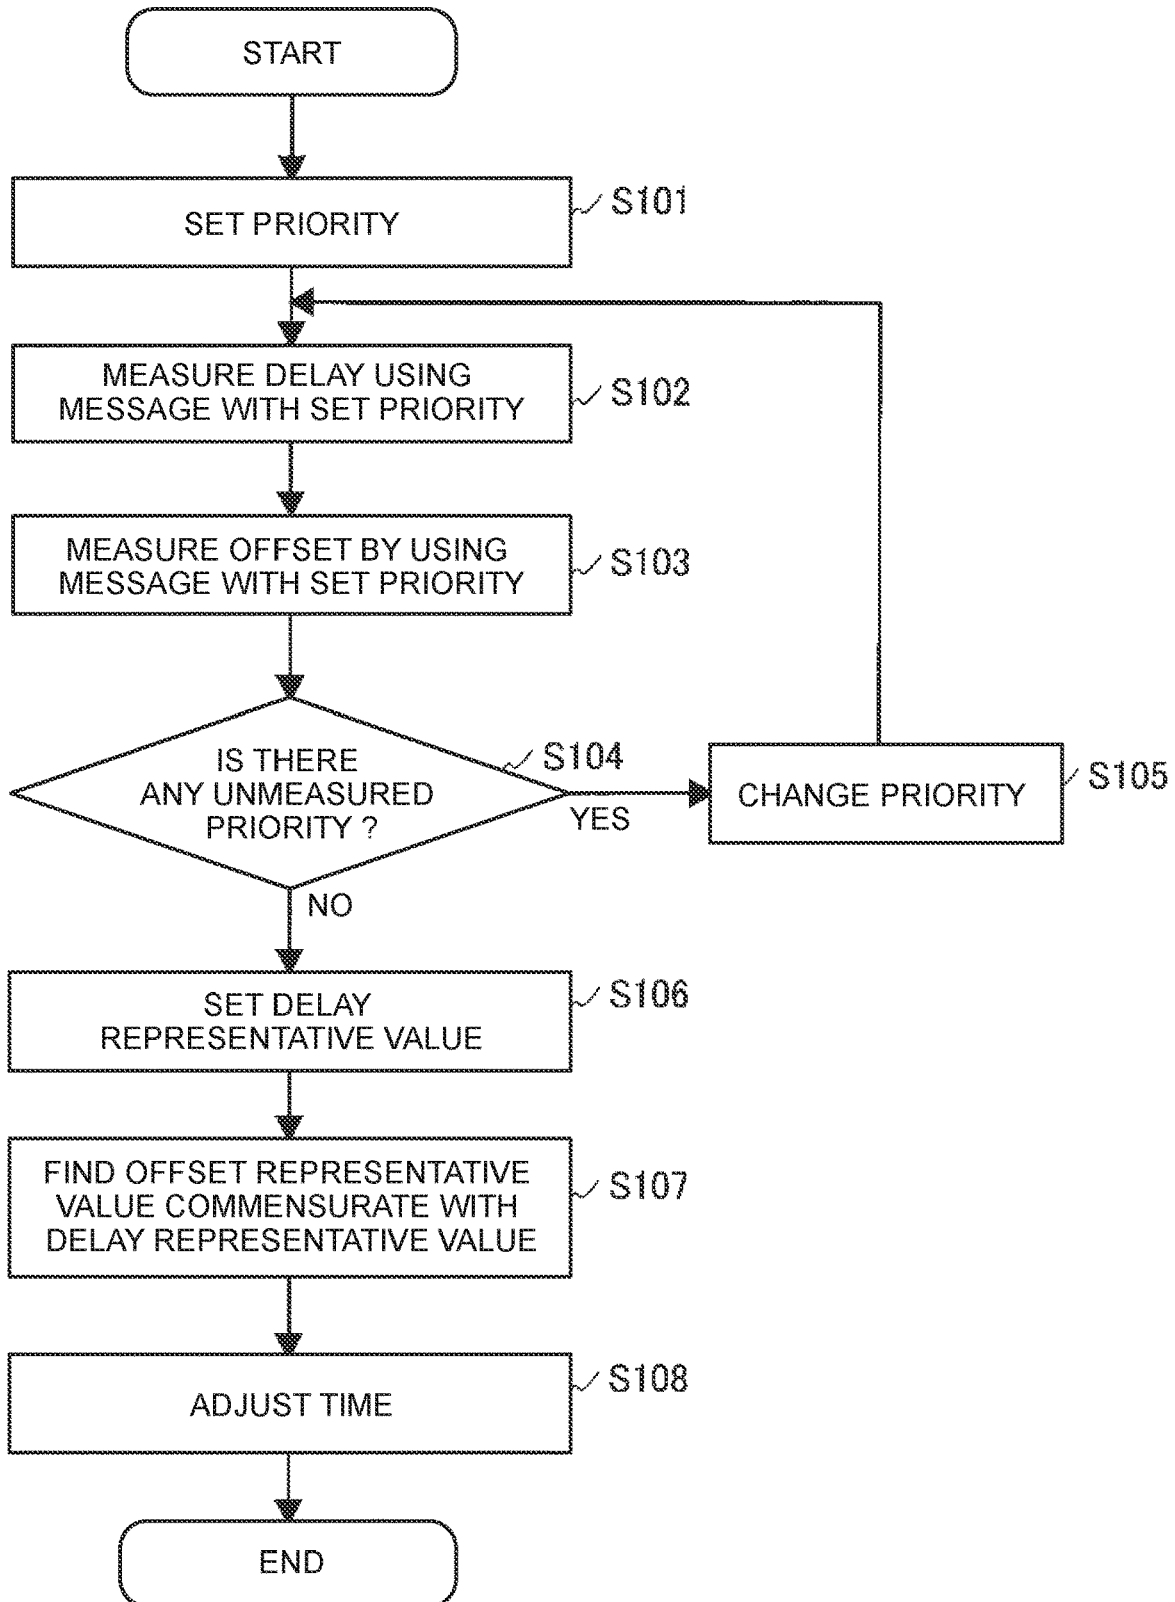 START
SET PRIORITY
S101
MEASURE DELAY USING
MESSAGE WITH SET PRIORITY
S102
MEASURE OFFSET BY USING
MESSAGE WITH SET PRIORITY
S103
IS THERE
ANY UNMEASURED
PRIORITY ?
S104
YES
CHANGE PRIORITY
S105
NO
SET DELAY
REPRESENTATIVE VALUE
S106
FIND OFFSET REPRESENTATIVE
VALUE COMMENSURATE WITH
DELAY REPRESENTATIVE VALUE
S107
ADJUST TIME
S108
END